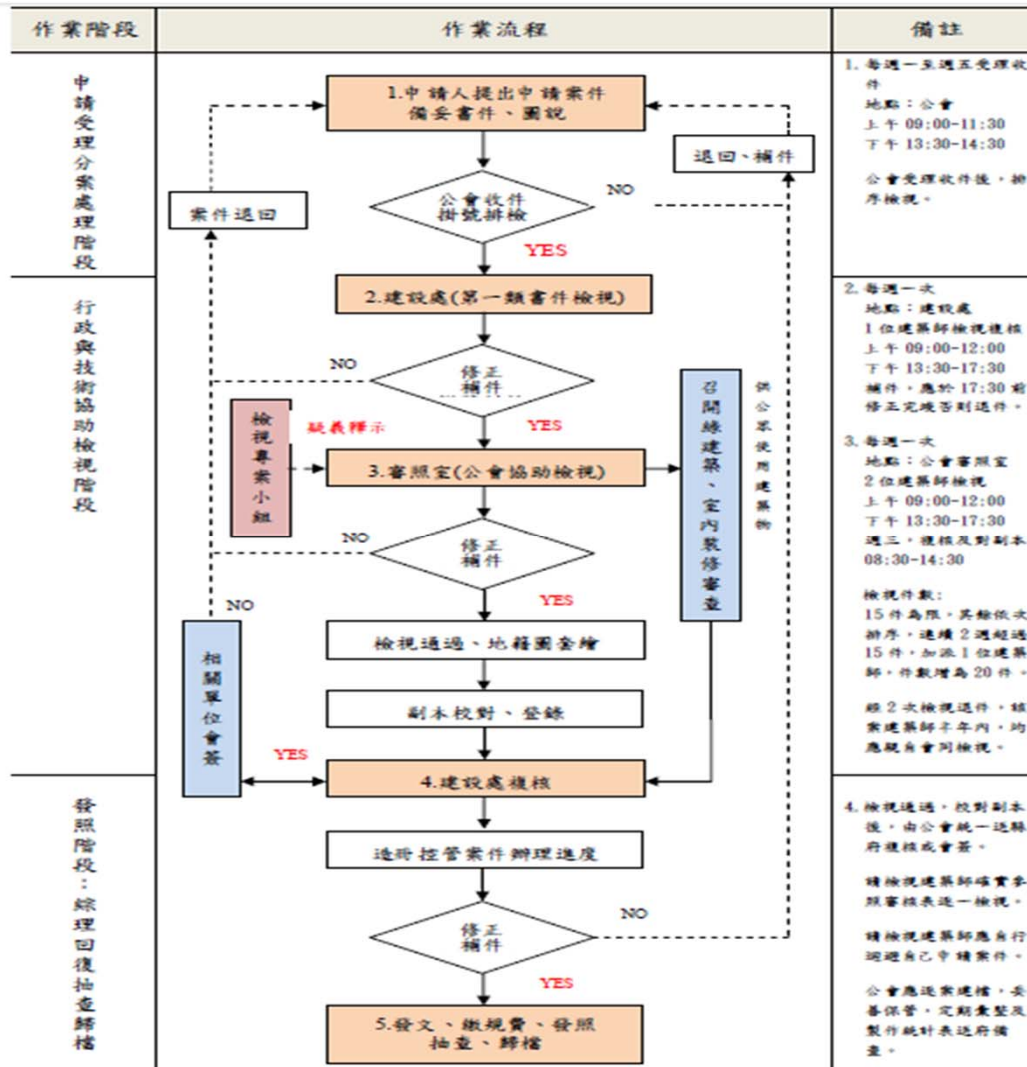 作業階段
作業流程
備註
申請受理分案處理階段
1.申請人提出申請案件
備妥書件、圖說
退回、補件
案件退回
公會收件
掛號排檢
NO
YES
1. 每週一至週五受理收
件
地點：公會
上午 09:00-11:30
下午 13:30-14:30
公會受理收件後，排
序檢視。
行政與技術協助檢視階段
2.建設處(第一類書件檢視)
NO
修正
補件
YES
檢視專案小組
疑義釋示
3.審照室(公會協助檢視)
召開綠建築、室內裝修審查
供公眾使用建築物
NO
修正
補件
YES
NO
相關單位會簽
檢視通過、地籍圖套繪
副本校對、登錄
YES
2. 每週一次
地點：建設處
1 位建築師檢視複核
上午 09:00-12:00
下午 13:30-17:30
補件，應於 17:30 前
修正完竣否則退件。
3. 每週一次
地點：公會審照室
2 位建築師檢視
上午 09:00-12:00
下午 13:30-17:30
週三，複核及對副本
08:30-14:30
檢視件數:
15 件為限，其餘依次
排序，連續 2 週超過
15 件，加派 1 位建築
師，件數增為 20 件。
經 2 次檢視退件，該
案建築師半年內，均
應親自會同檢視。
發照階段：綜理回復抽查歸檔
4.建設處複核
造冊控管案件辦理進度
修正
補件
NO
YES
5.發文、繳規費、發照
抽查、歸檔
4. 檢視通過，校對副本
後，由公會統一送縣
府複核或會簽。
請檢視建築師確實參
照審核表逐一檢視。
請檢視建築師應自行
迴避自己申請案件。
公會應逐案建檔，妥
善保管，定期彙整及
製作統計表送府備
查。